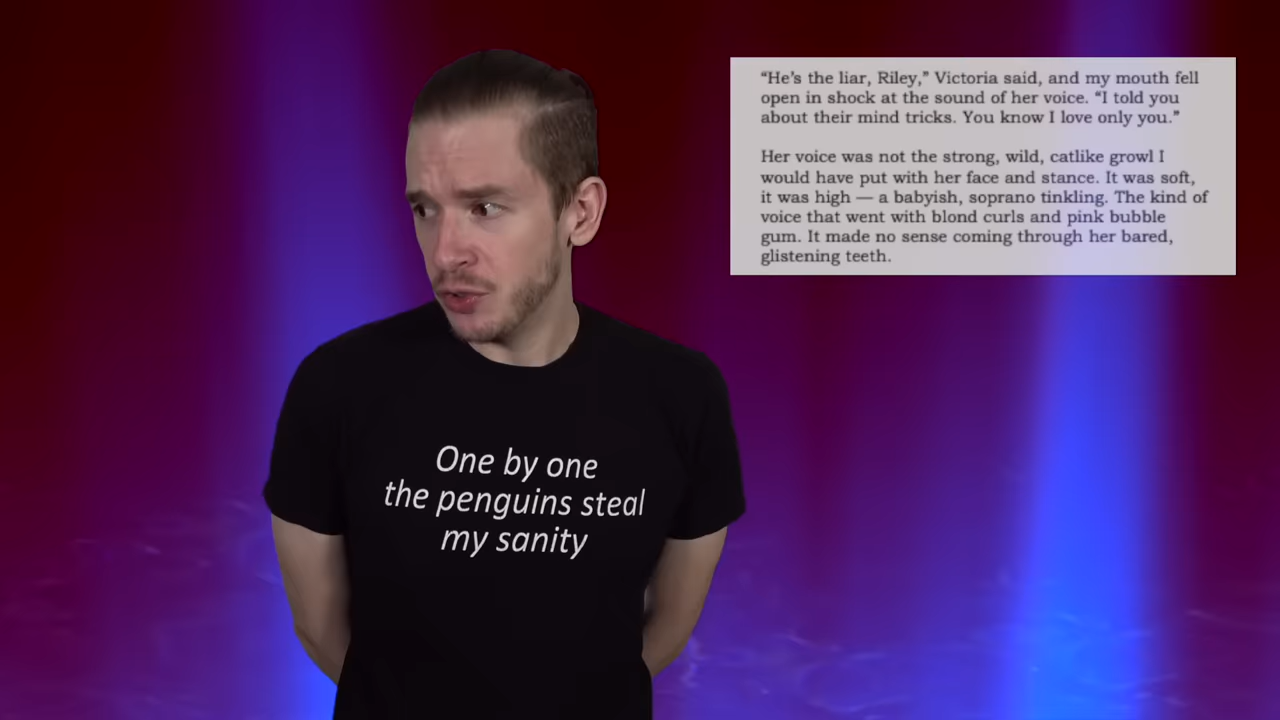 “He’s the liar, Riley,” Victoria said, and my mouth fell
open in shock at the sound of her voice. “I told you
about their mind tricks. You know I love only you.”
Her voice was not the strong, wild, catlike growl I
would have put with her face and stance. It was soft,
it was high — a babyish, soprano tinkling. The kind of
voice that went with blond curls and pink bubble
gum. It made no sense coming through her bared,
glistening teeth.
One by one
the penguins steal
my sanity